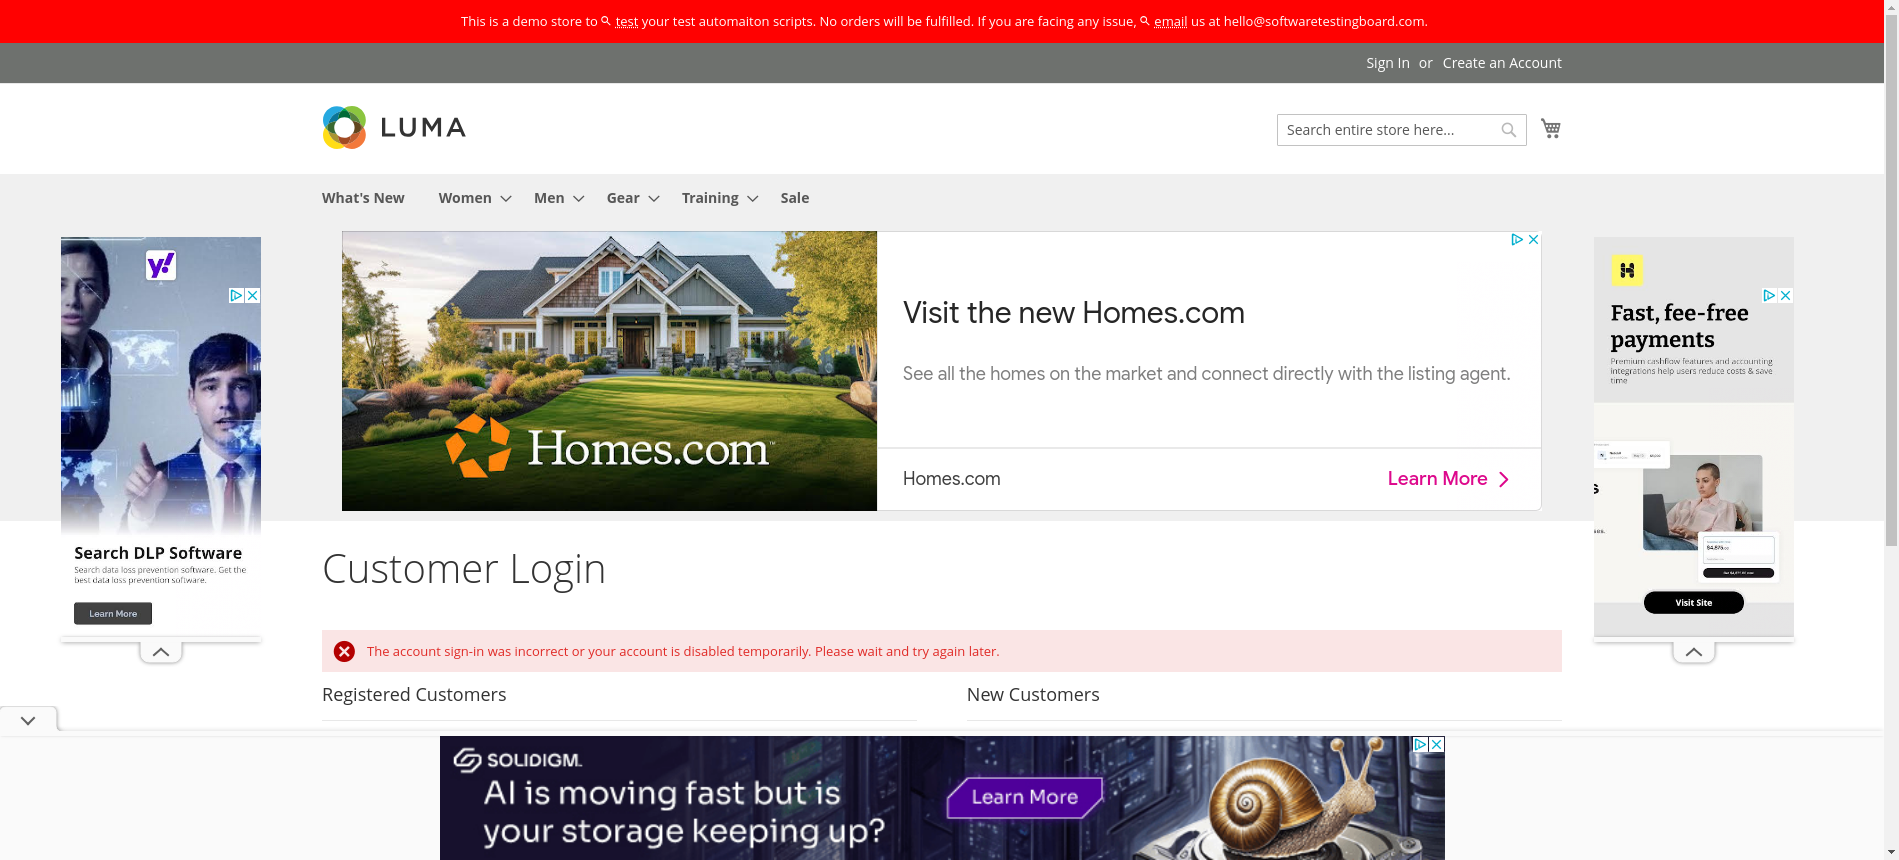 This is a demo store to test your test automaiton scripts. No orders will be fulfilled. If you are facing any issue, email us at hello@softwaretestingboard.com.
Sign In or Create an Account
LUMA
Search entire store here...
What's New Women Men Gear Training Sale
y!
Visit the new Homes.com
See all the homes on the market and connect directly with the listing agent.
Homes.com
Homes.com
Learn More
Fast, fee-free
payments
Premium cashflow features and accounting
integrations help users reduce costs & save
time
Visit Site
Search DLP Software
Search data loss prevention software. Get the
best data loss prevention software.
Learn More
Customer Login
The account sign-in was incorrect or your account is disabled temporarily. Please wait and try again later.
Registered Customers
New Customers
SOLIDIGM
AI is moving fast but is
your storage keeping up?
Learn More